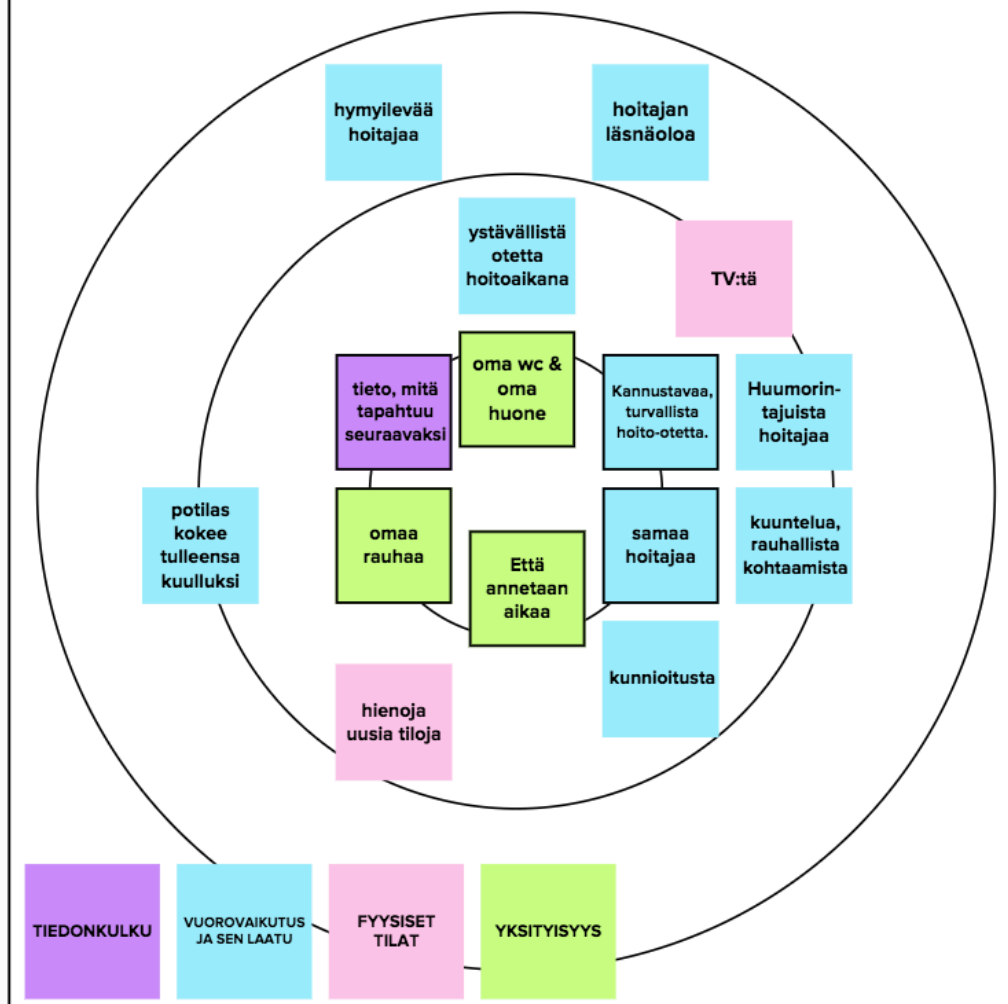 hymyilevää
hoitajaa
hoitajan
läsnäoloa
ystävällistä
otetta
hoitoaikana
TV:tä
tieto, mitä
tapahtuu
seuraavaksi
oma wc &
oma
huone
Kannustavaa,
turvallista
hoito-otetta.
Huumorin-
tajuista
hoitajaa
potilas
kokee
tulleensa
kuulluksi
omaa
rauhaa
Että
annetaan
aikaa
samaa
hoitajaa
kuuntelua,
rauhallista
kohtaamista
kunnioitusta
hienoja
uusia tiloja
TIEDONKULKU
VUOROVAIKUTUS
JA SEN LAATU
FYYSISET
TILAT
YKSITYISYYS